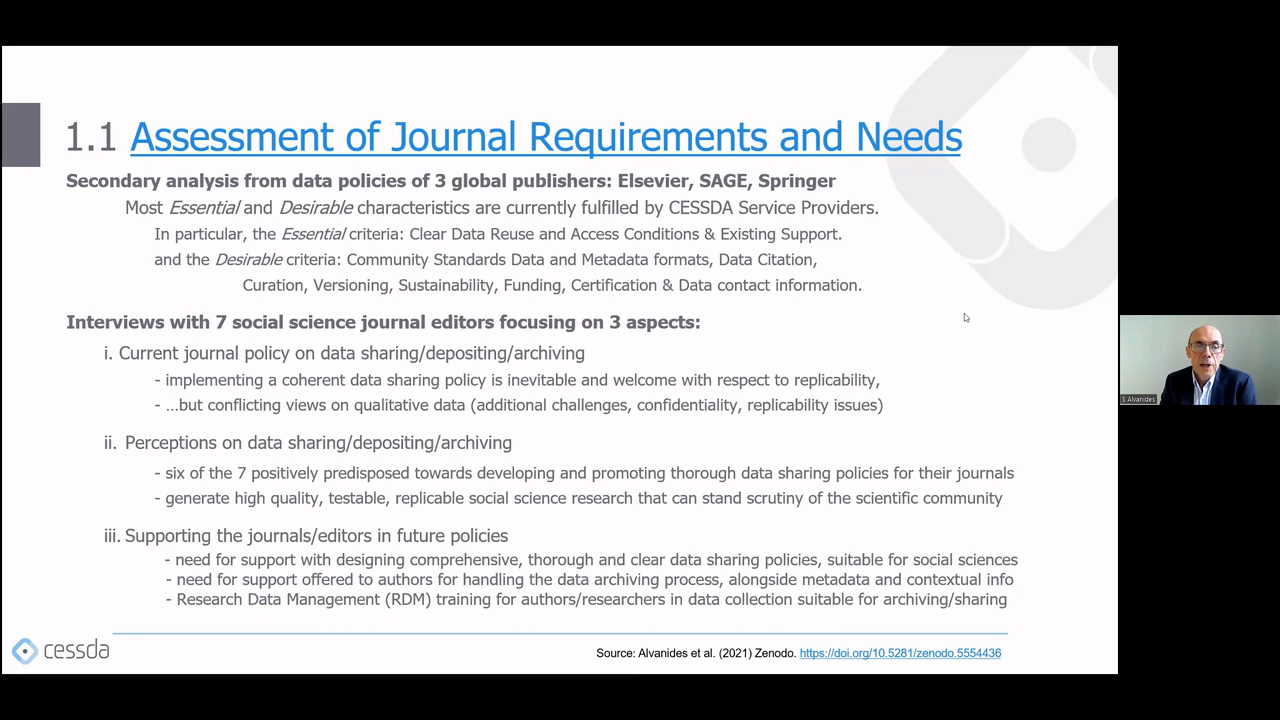 1.1 Assessment of Journal Requirements and Needs
Secondary analysis from data policies of 3 global publishers: Elsevier, SAGE, Springer
Most Essential and Desirable characteristics are currently fulfilled by CESSDA Service Providers.
In particular, the Essential criteria: Clear Data Reuse and Access Conditions & Existing Support.
and the Desirable criteria: Community Standards Data and Metadata formats, Data Citation,
Curation, Versioning, Sustainability, Funding, Certification & Data contact information.
Interviews with 7 social science journal editors focusing on 3 aspects:
i. Current journal policy on data sharing/depositing/archiving
- implementing a coherent data sharing policy is inevitable and welcome with respect to replicability,
- …but conflicting views on qualitative data (additional challenges, confidentiality, replicability issues)
ii. Perceptions on data sharing/depositing/archiving
- six of the 7 positively predisposed towards developing and promoting thorough data sharing policies for their journals
- generate high quality, testable, replicable social science research that can stand scrutiny of the scientific community
iii. Supporting the journals/editors in future policies
- need for support with designing comprehensive, thorough and clear data sharing policies, suitable for social sciences
- need for support offered to authors for handling the data archiving process, alongside metadata and contextual info
- Research Data Management (RDM) training for authors/researchers in data collection suitable for archiving/sharing
cessda
Source: Alvanides et al. (2021) Zenodo. https://doi.org/10.5281/zenodo.5554436
S Alvanides